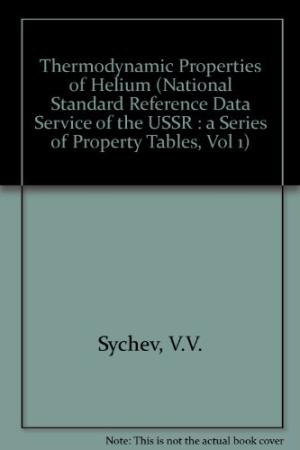 Thermodynamic Properties
of Helium (National
Standard Reference Data
Service of the USSR : a Series
of Property Tables, Vol 1)
Sychev, V.V.
Note: This is not the actual book cover